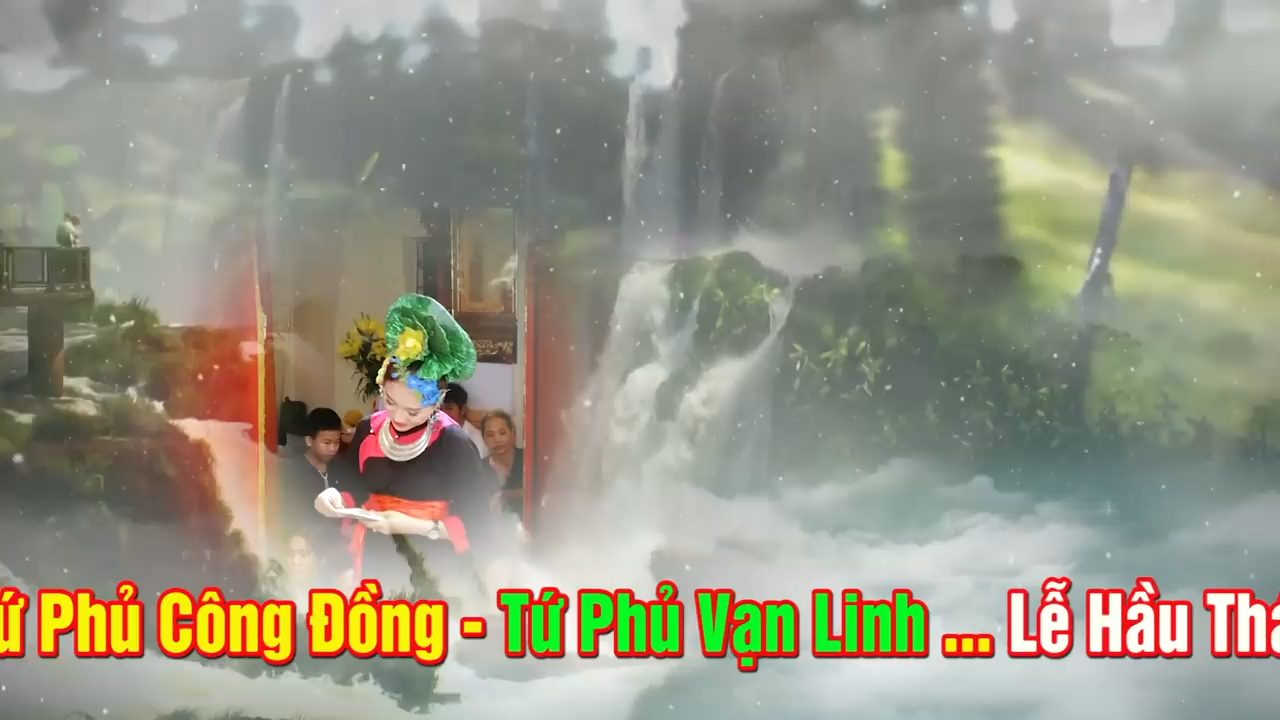 Phủ Công Đồng - Tứ Phủ Vạn Linh ... Lễ Hầu